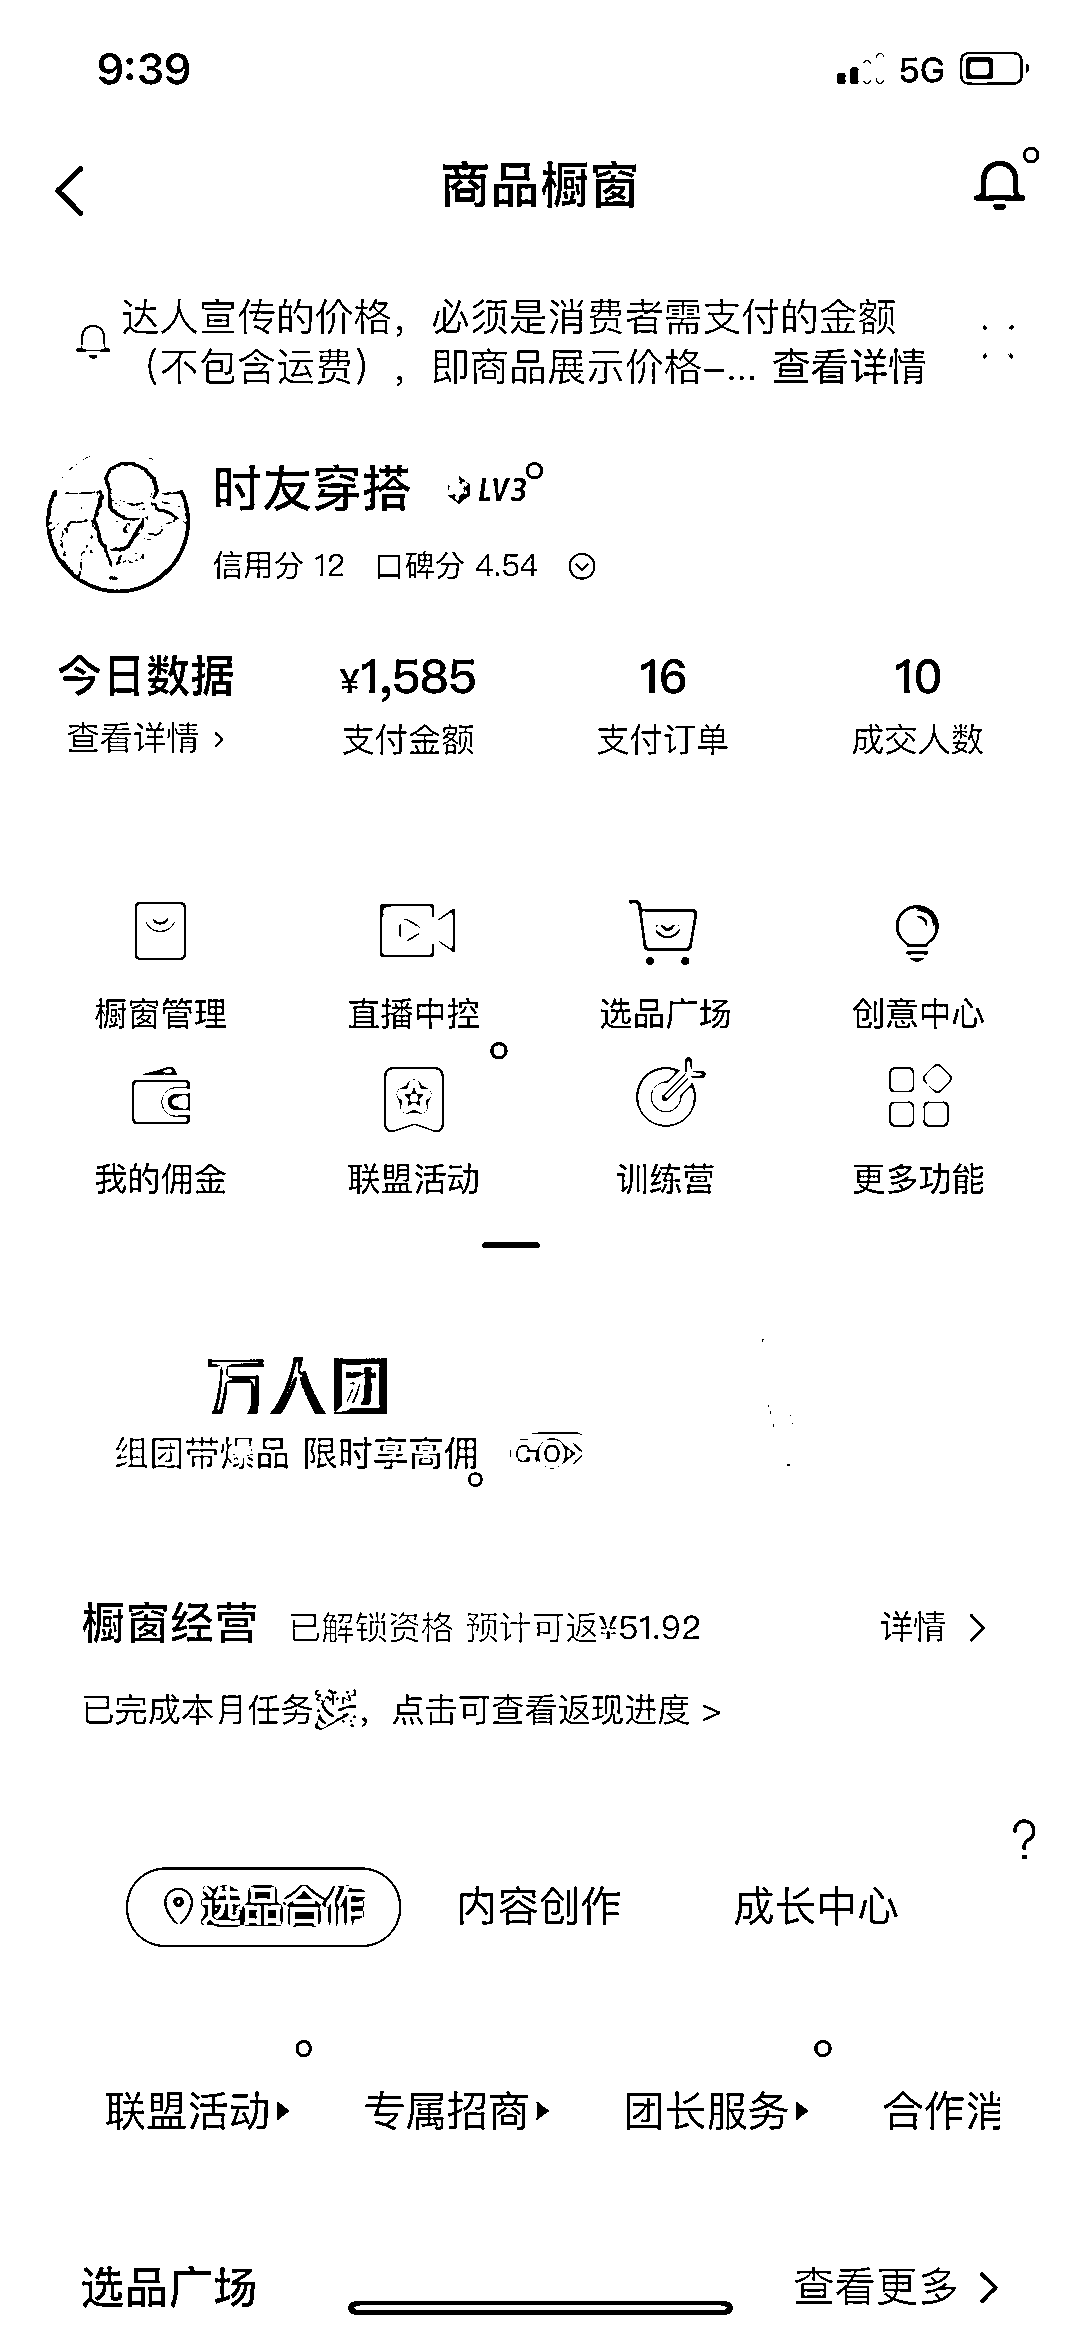 9:39
5G
商品橱窗
达人宣传的价格，必须是消费者需支付的金额
（不包含运费），即商品展示价格–... 查看详情
时友穿搭 LV3
信用分 12 口碑分 4.54
今日数据 ¥1,585 16 10
查看详情 › 支付金额 支付订单 成交人数
橱窗管理 直播中控 选品广场 创意中心
我的佣金 联盟活动 训练营 更多功能
万人团
组团带爆品 限时享高佣 GO
橱窗经营 已解锁资格 预计可返¥51.92 详情 >
已完成本月任务，点击可查看返现进度 >
?
选品合作 内容创作 成长中心
联盟活动 专属招商 团长服务 合作消
选品广场 查看更多 >